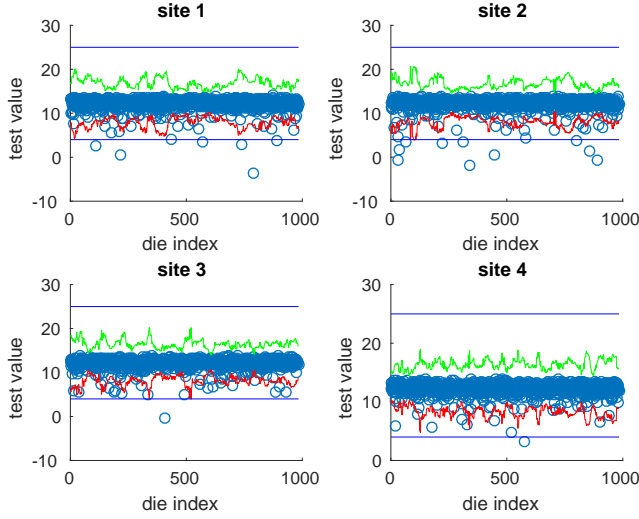 site 1
30
20
10
0
-10
test value
0
500
1000
die index
site 2
30
20
10
0
-10
test value
0
500
1000
die index
site 3
30
20
10
0
-10
test value
0
500
1000
die index
site 4
30
20
10
0
test value
0
500
1000
die index